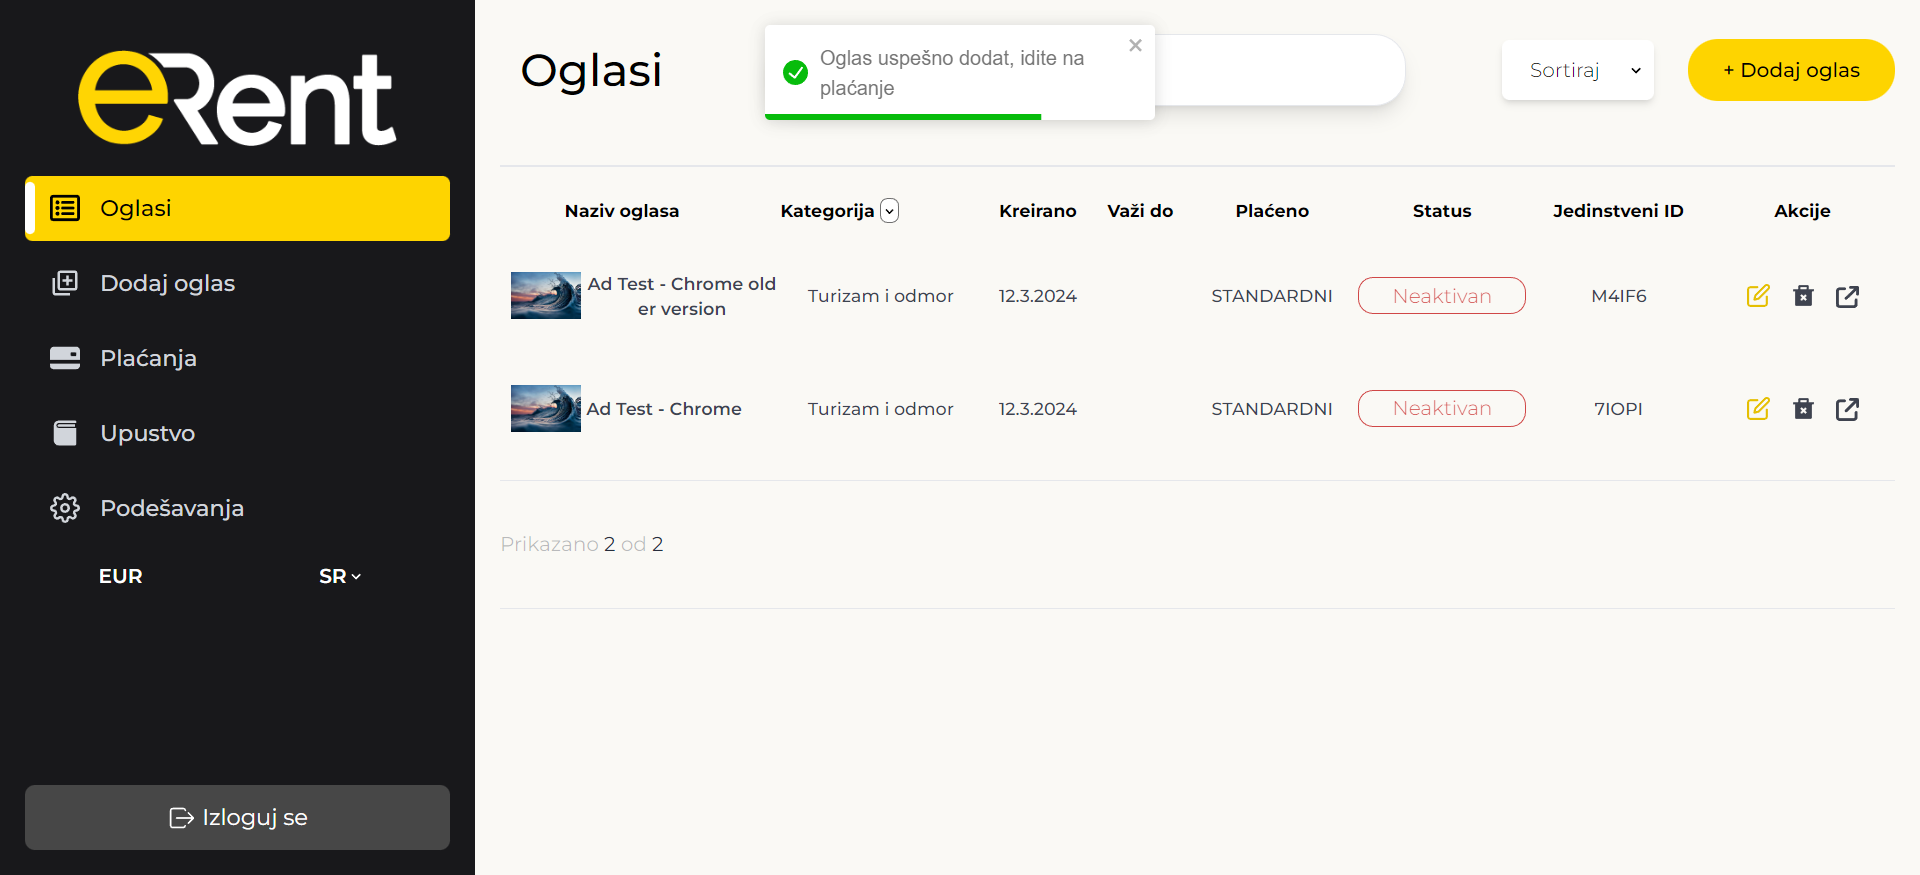 eRent
Oglasi
Dodaj oglas
Plaćanja
Upustvo
Podešavanja
EUR
SR
Izloguj se
Oglasi
Oglas uspešno dodat, idite na
plaćanje
Sortiraj
+ Dodaj oglas
Naziv oglasa Kategorija Kreirano Važi do Plaćeno Status Jedinstveni ID Akcije
Ad Test - Chrome old
er version
Turizam i odmor 12.3.2024 STANDARDNI Neaktivan M4IF6
Ad Test - Chrome Turizam i odmor 12.3.2024 STANDARDNI Neaktivan 7IOPI
Prikazano 2 od 2